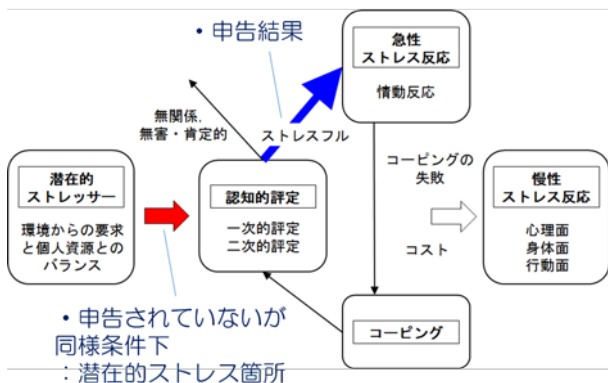 ・申告結果
急性
ストレス反応
情動反応
無関係,
無害・肯定的
ストレスフル
潜在的
ストレッサー
環境からの要求
と個人資源との
バランス
認知的評定
一次的評定
二次的評定
コーピングの
失敗
コスト
慢性
ストレス反応
心理面
身体面
行動面
コーピング
・申告されていないが
同様条件下
：潜在的ストレス箇所